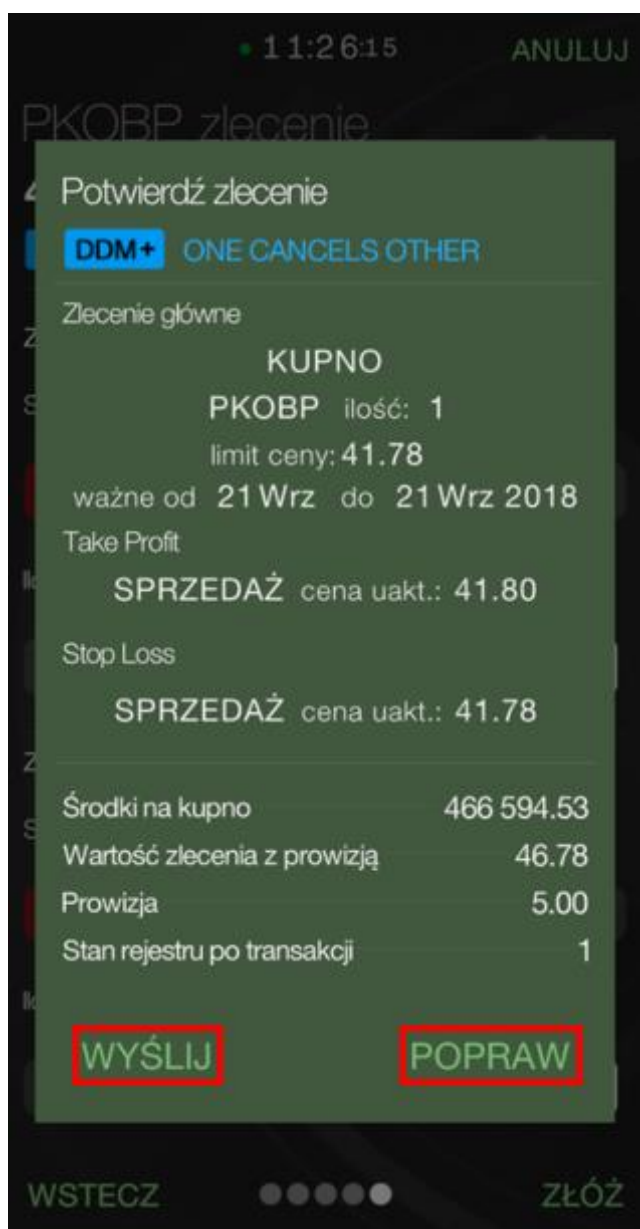 11:26:15 ANULUJ
PKOBP zlecenie
Potwierdź zlecenie
DDM+ ONE CANCELS OTHER
Zlecenie główne
KUPNO
PKOBP ilość: 1
limit ceny: 41.78
ważne od 21 Wrz do 21 Wrz 2018
Take Profit
SPRZEDAŻ cena uakt.: 41.80
Stop Loss
SPRZEDAŻ cena uakt.: 41.78
Środki na kupno 466 594.53
Wartość zlecenia z prowizją 46.78
Prowizja 5.00
Stan rejestru po transakcji 1
WYŚLIJ POPRAW
WSTECZ ZŁÓŻ